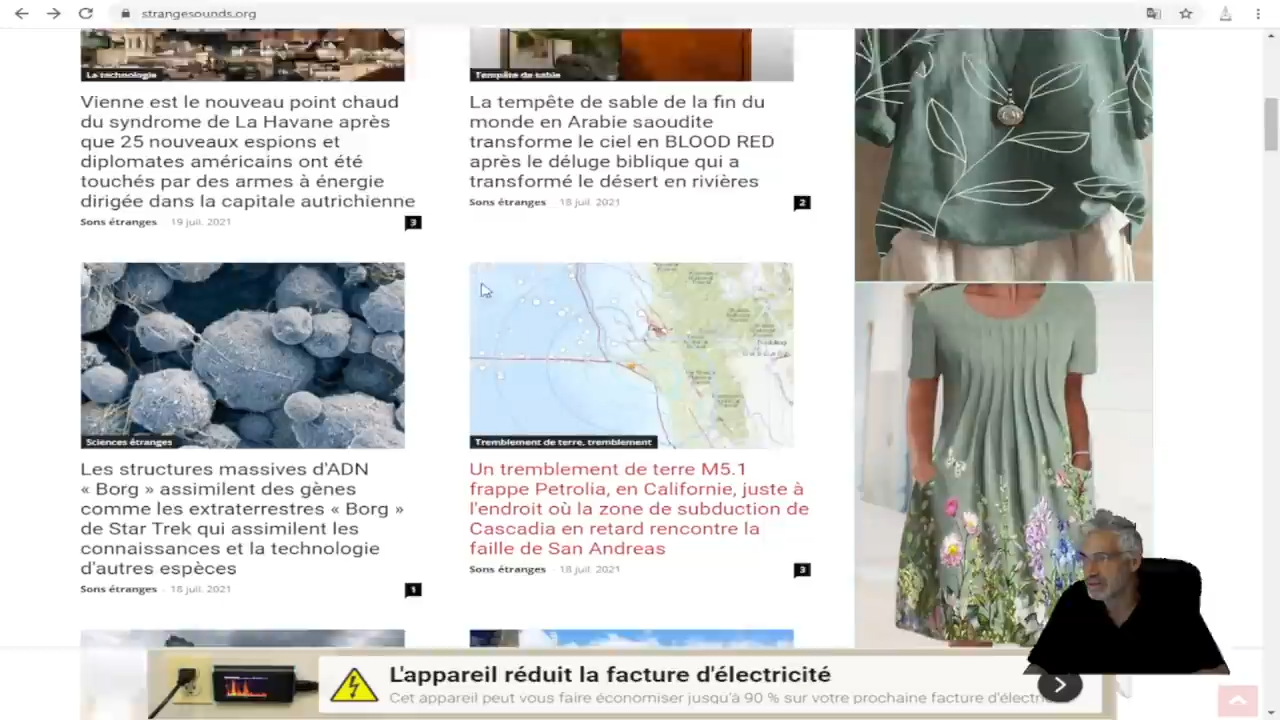 strangesounds.org
La technologie
Vienne est le nouveau point chaud
du syndrome de La Havane après
que 25 nouveaux espions et
diplomates américains ont été
touchés par des armes à énergie
dirigée dans la capitale autrichienne
Sons étranges - 19 juil. 2021
3
Tempête de sable
La tempête de sable de la fin du
monde en Arabie saoudite
transforme le ciel en BLOOD RED
après le déluge biblique qui a
transformé le désert en rivières
Sons étranges - 18 juil. 2021
2
Sciences étranges
Les structures massives d'ADN
« Borg » assimilent des gènes
comme les extraterrestres « Borg »
de Star Trek qui assimilent les
connaissances et la technologie
d'autres espèces
Sons étranges - 18 juil. 2021
1
Tremblement de terre, tremblement
Un tremblement de terre M5.1
frappe Petrolia, en Californie, juste à
l'endroit où la zone de subduction de
Cascadia en retard rencontre la
faille de San Andreas
Sons étranges - 18 juil. 2021
3
L'appareil réduit la facture d'électricité
Cet appareil peut vous faire économiser jusqu'à 90 % sur votre prochaine facture